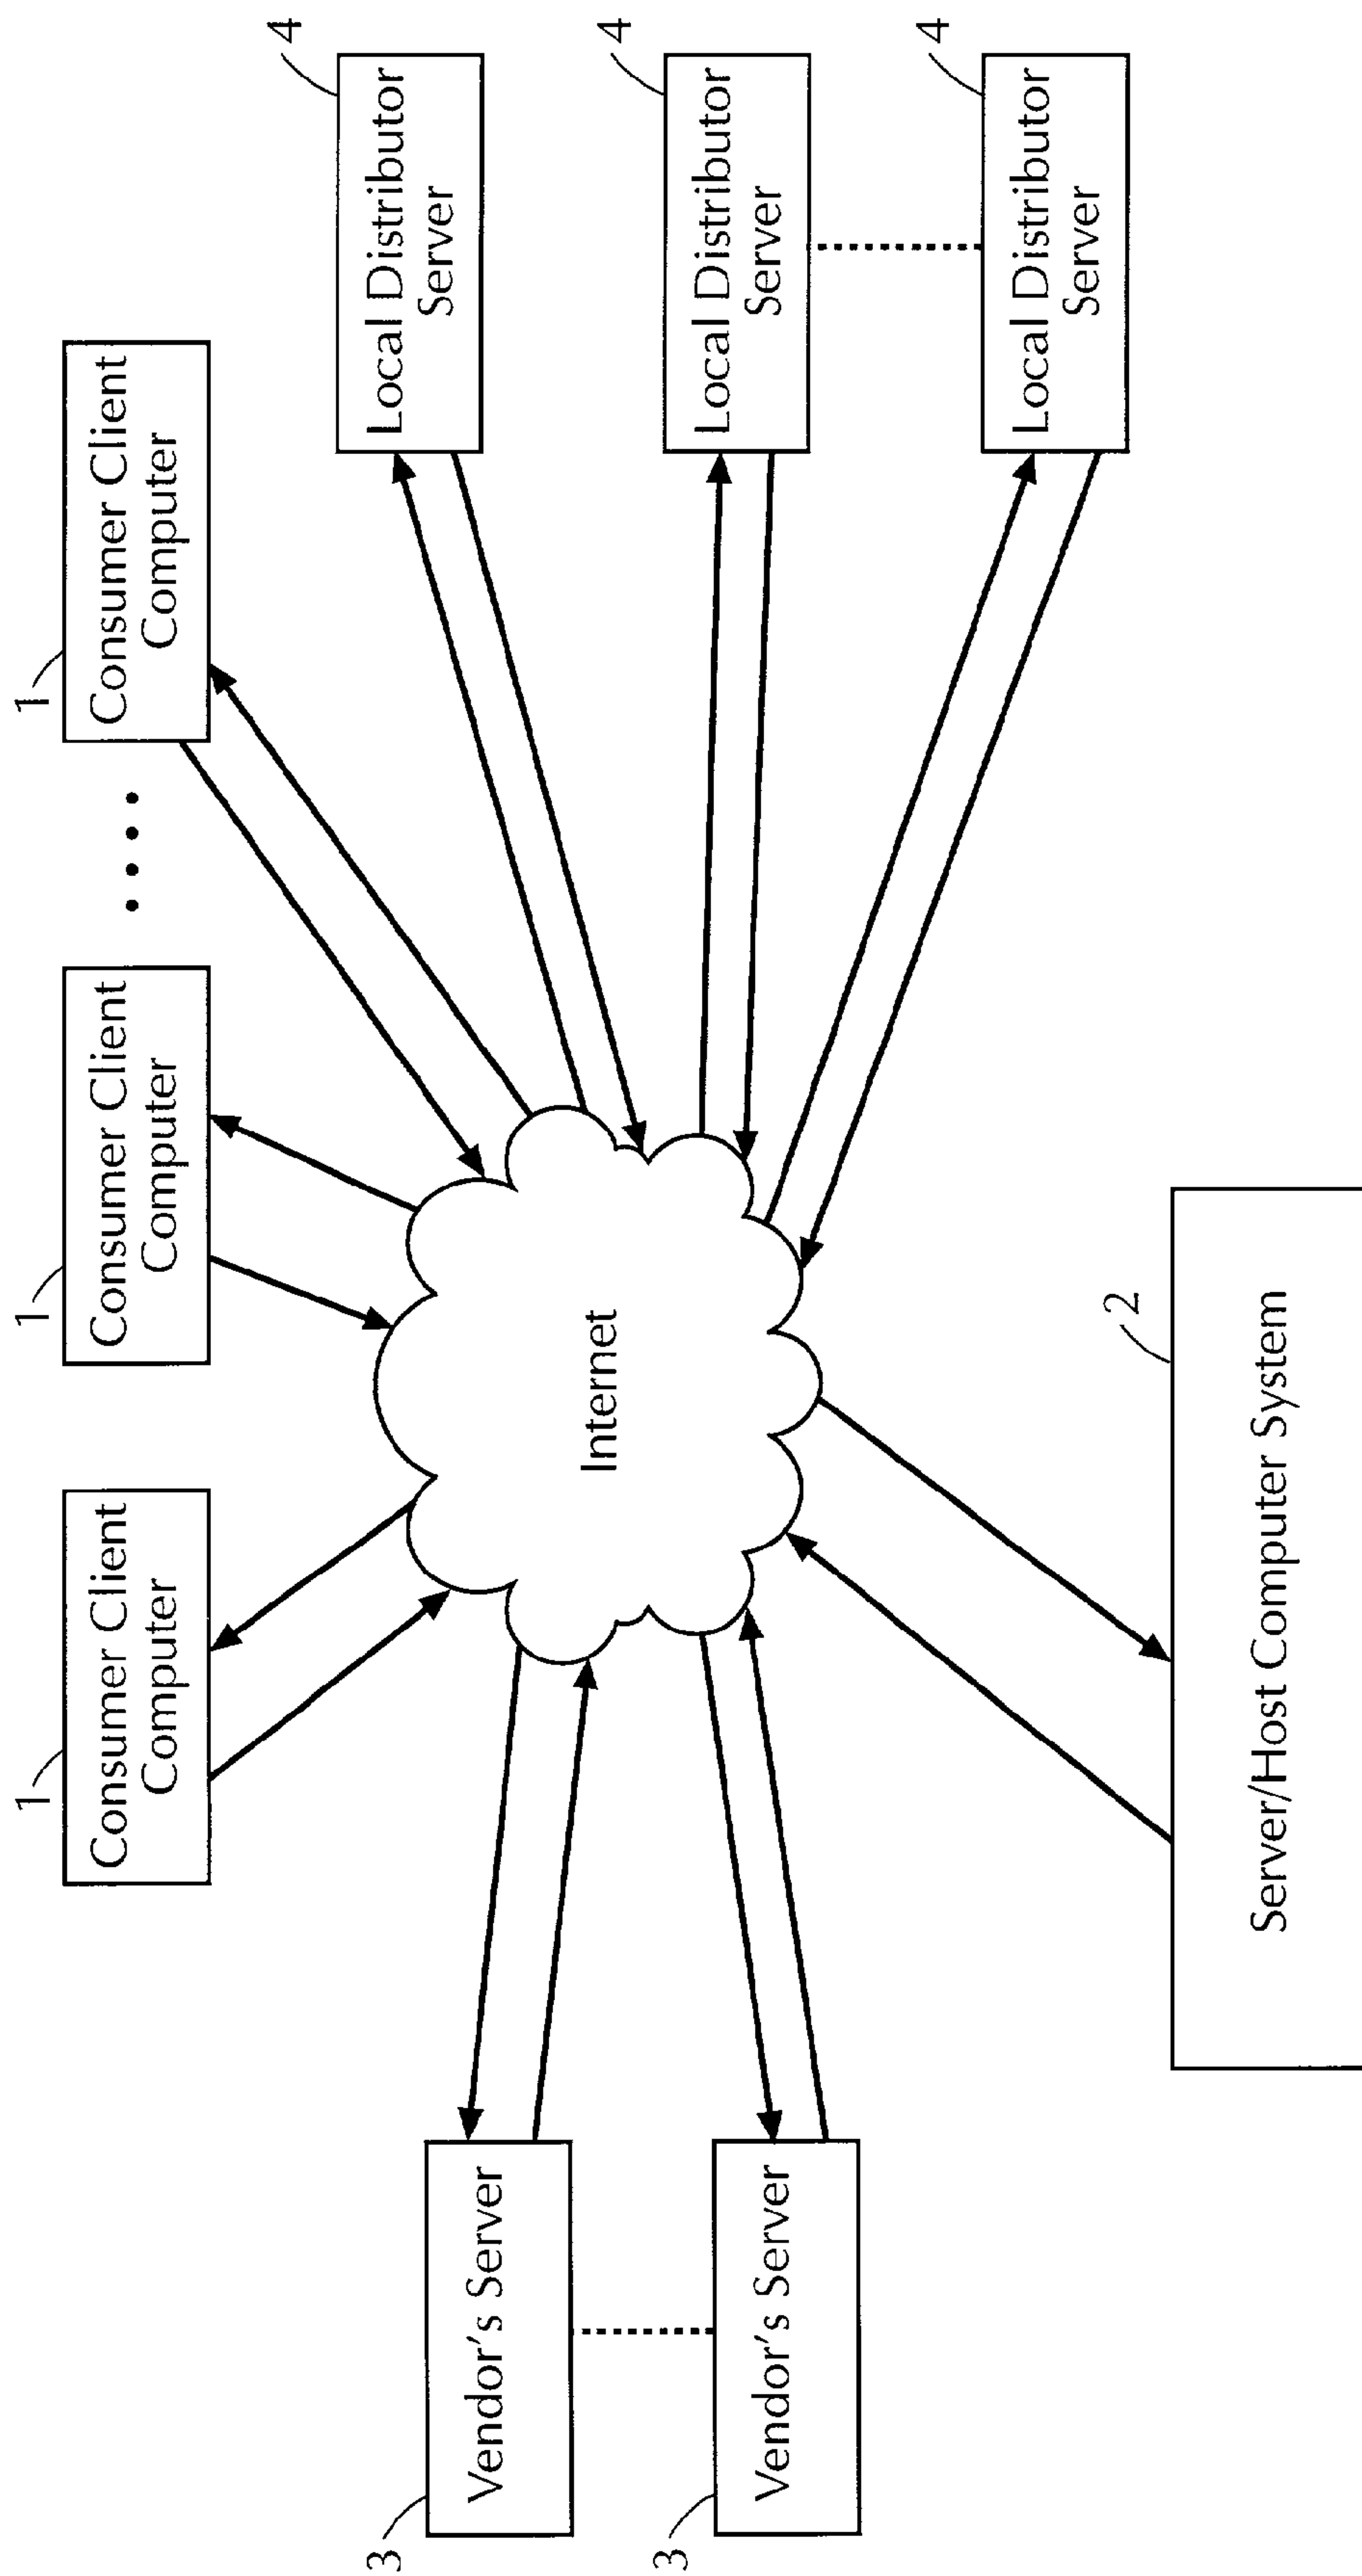 1
Consumer Client
Computer
1
Consumer Client
Computer
1
Consumer Client
Computer
4
Local Distributor
Server
3
Vendor's Server
Internet
4
Local Distributor
Server
3
Vendor's Server
4
Local Distributor
Server
2
Server/Host Computer System